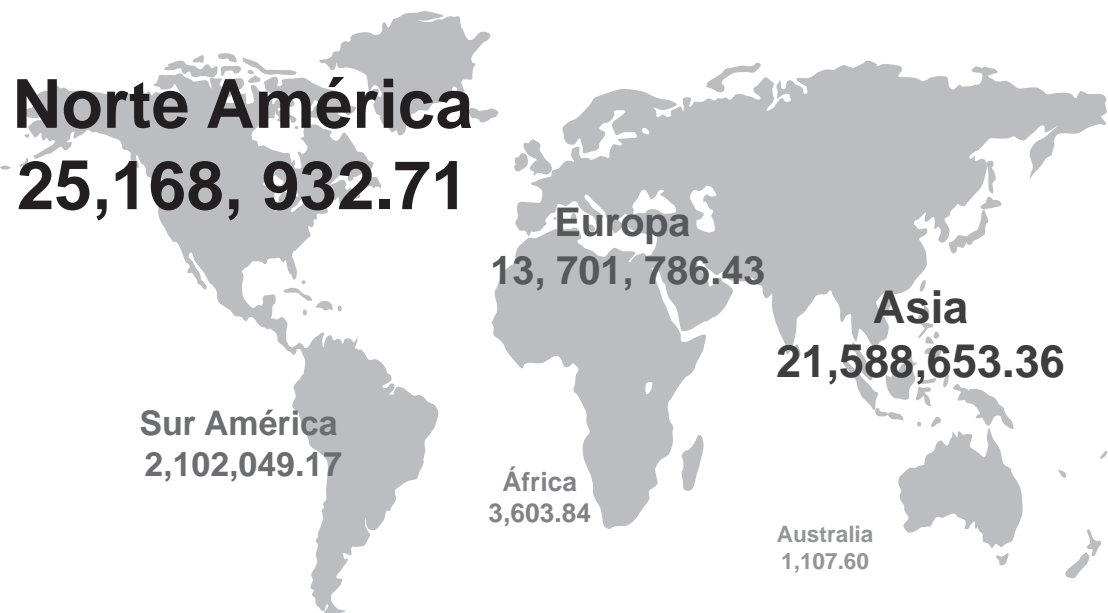 Norte América
25,168, 932.71
Europa
13, 701, 786.43
Asia
21,588,653.36
Sur América
2,102,049.17
África
3,603.84
Australia
1,107.60